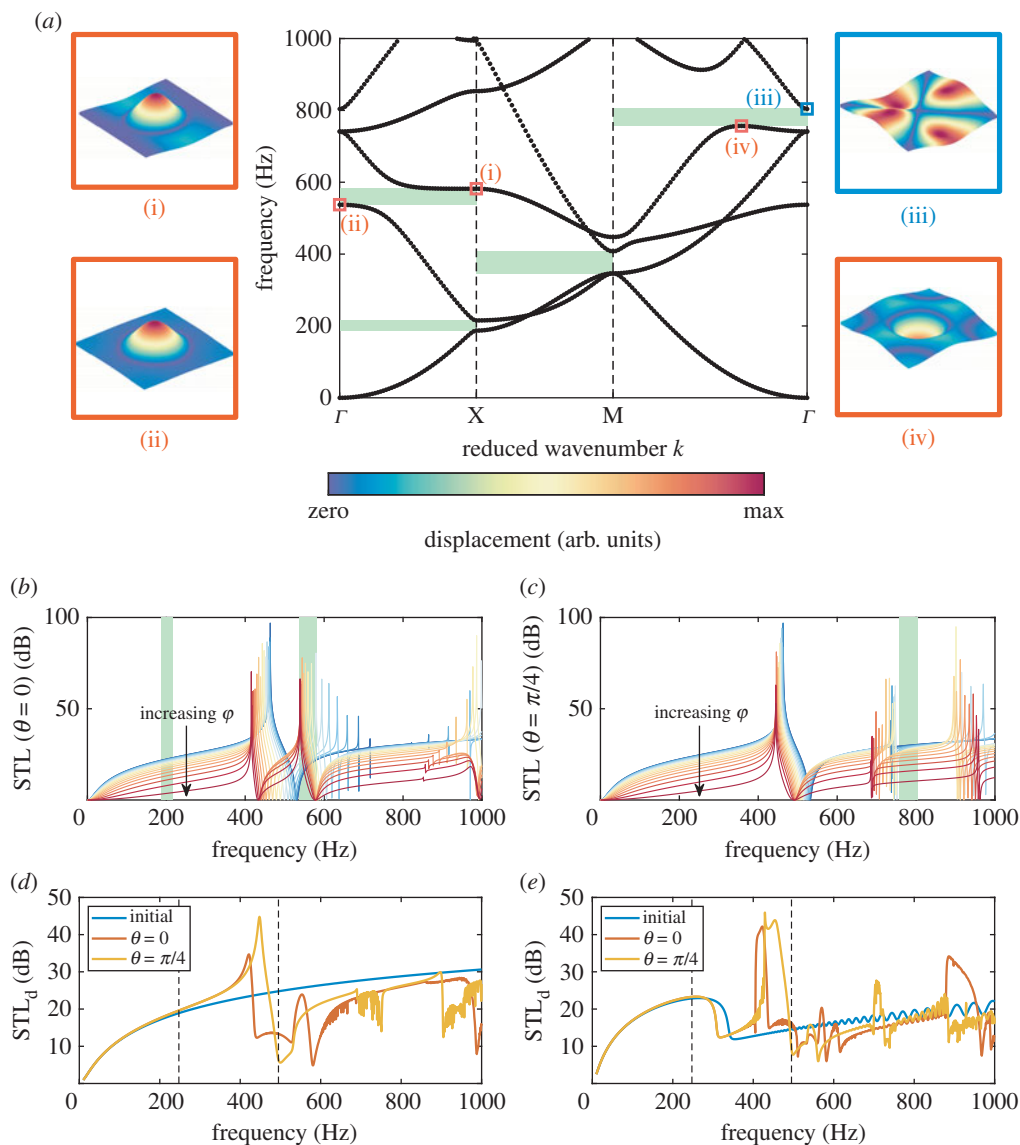 (a)
1000
800
600
400
200
0
frequency (Hz)
Γ
X
M
Γ
reduced wavenumber k
(i)
(ii)
(iii)
(iv)
(i)
(ii)
(iii)
(iv)
zero
max
displacement (arb. units)
(b)
100
50
STL (θ = 0) (dB)
increasing φ
0
200
400
600
800
1000
frequency (Hz)
(c)
100
50
STL (θ = π/4) (dB)
increasing φ
0
200
400
600
800
1000
frequency (Hz)
(d)
50
40
30
20
10
STLd (dB)
initial
θ = 0
θ = π/4
0
200
400
600
800
1000
frequency (Hz)
(e)
50
40
30
20
10
STLd (dB)
initial
θ = 0
θ = π/4
0
200
400
600
800
1000
frequency (Hz)